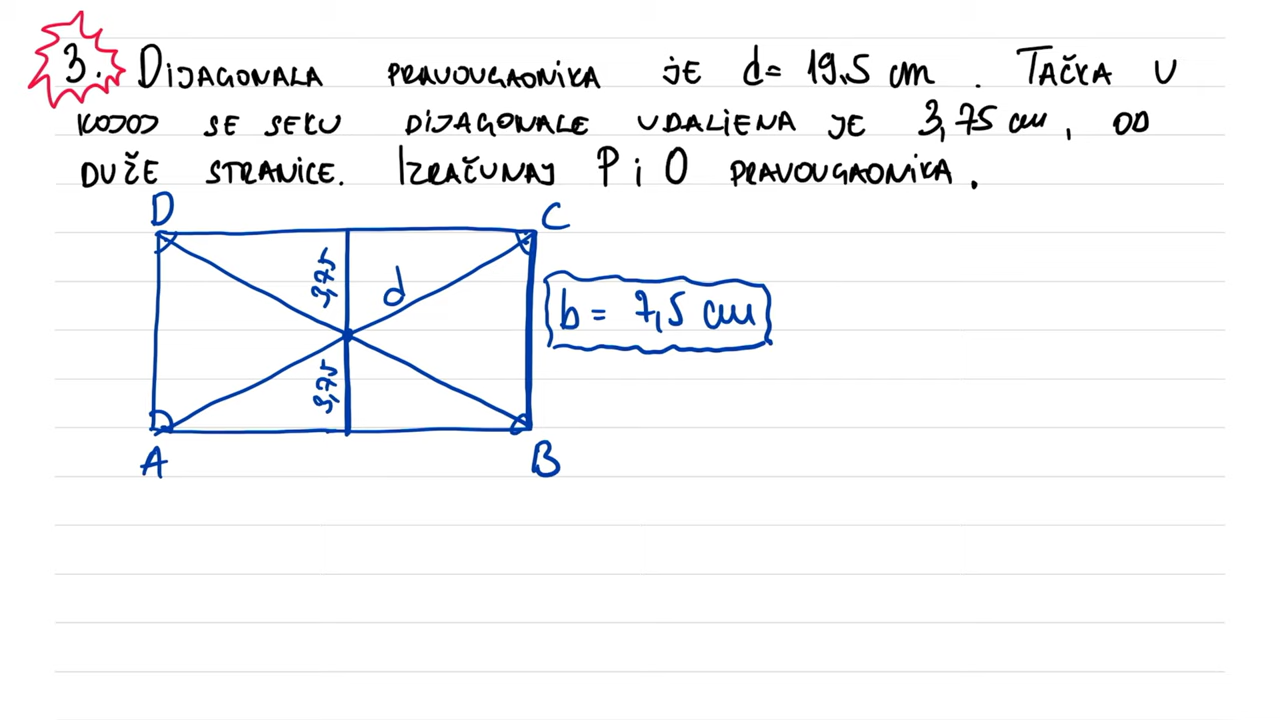 3. DIJAGONALA PRAVOUGAONIKA JE d= 19,5 cm . TAČKA U
KOJOJ SE SEKU DIJAGONALE UDALJENA JE 3,75 cm, OD
DUŽE STRANICE. IZRAČUNAJ P i O PRAVOUGAONIKA.
D
C
3,75
d
b = 7,5 cm
3,75
A
B